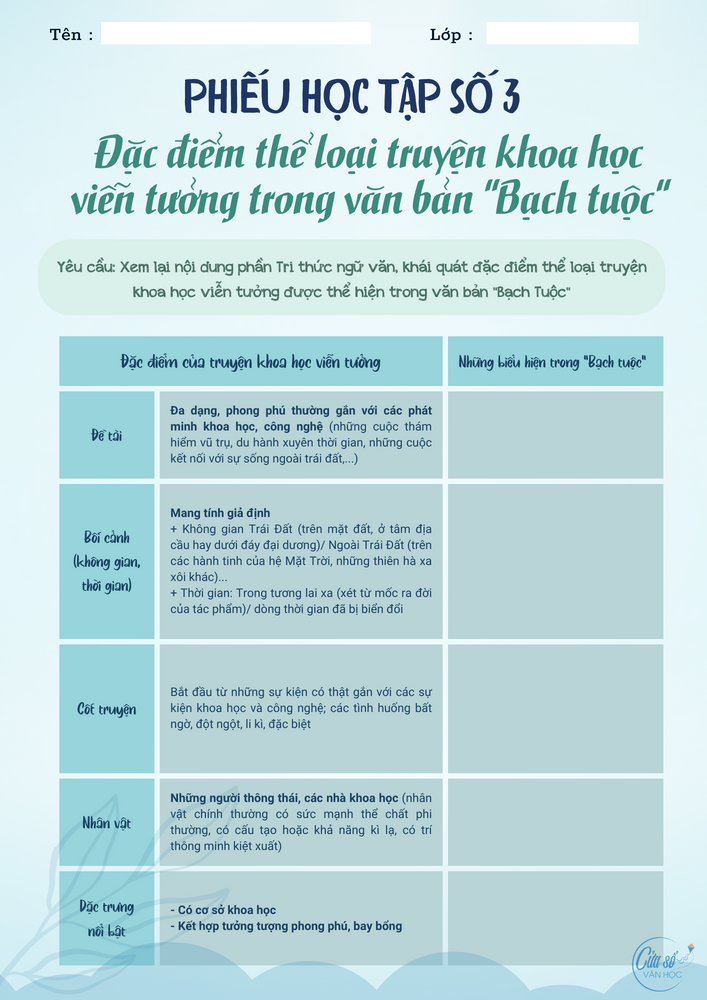 Tên :
Lớp :
PHIẾU HỌC TẬP SỐ 3
Đặc điểm thể loại truyện khoa học
viễn tưởng trong văn bản "Bạch tuộc"
Yêu cầu: Xem lại nội dung phần Tri thức ngữ văn, khái quát đặc điểm thể loại truyện
khoa học viễn tưởng được thể hiện trong văn bản "Bạch Tuộc"
Đặc điểm của truyện khoa học viễn tưởng
Những biểu hiện trong "Bạch tuộc"
Đề tài
Đa dạng, phong phú thường gắn với các phát
minh khoa học, công nghệ (những cuộc thám
hiểm vũ trụ, du hành xuyên thời gian, những cuộc
kết nối với sự sống ngoài trái đất,...)
Bối cảnh
(không gian,
thời gian)
Mang tính giả định
+ Không gian Trái Đất (trên mặt đất, ở tâm địa
cầu hay dưới đáy đại dương)/ Ngoài Trái Đất (trên
các hành tinh của hệ Mặt Trời, những thiên hà xa
xôi khác)...
+ Thời gian: Trong tương lai xa (xét từ mốc ra đời
của tác phẩm)/ dòng thời gian đã bị biến đổi
Cốt truyện
Bắt đầu từ những sự kiện có thật gắn với các sự
kiện khoa học và công nghệ; các tình huống bất
ngờ, đột ngột, li kì, đặc biệt
Nhân vật
Những người thông thái, các nhà khoa học (nhân
vật chính thường có sức mạnh thể chất phi
thường, có cấu tạo hoặc khả năng kì lạ, có trí
thông minh kiệt xuất)
Đặc trưng
nổi bật
- Có cơ sở khoa học
- Kết hợp tưởng tượng phong phú, bay bổng
Cửa sổ
VĂN HỌC